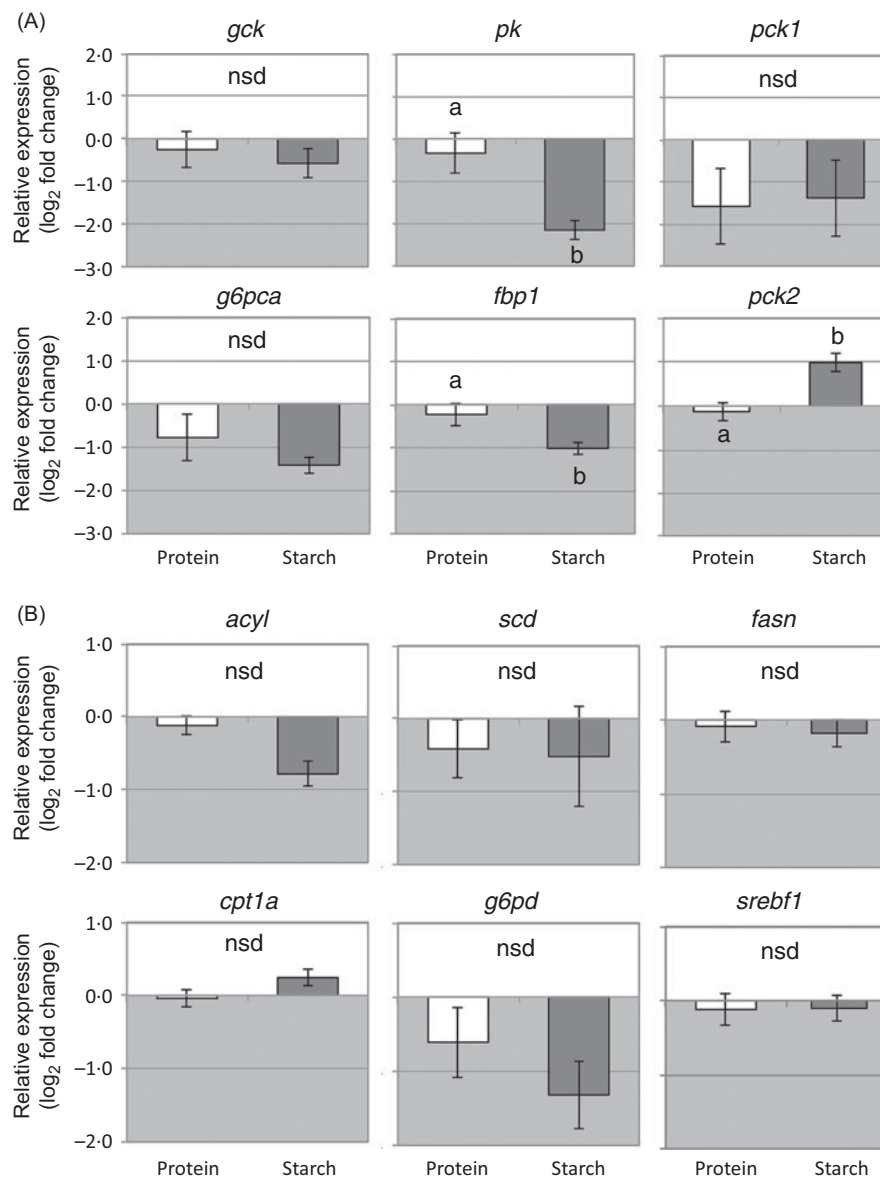 (A)
gck pk pck1
Relative expression
(log2 fold change)
2·0
1·0
0·0
–1·0
–2·0
–3·0
nsd
a
b
nsd
g6pca fbp1 pck2
Relative expression
(log2 fold change)
2·0
1·0
0·0
–1·0
–2·0
–3·0
nsd
a
b
b
a
Protein Starch Protein Starch Protein Starch
(B)
acyl scd fasn
Relative expression
(log2 fold change)
1·0
0·0
–1·0
–2·0
nsd
nsd
nsd
cpt1a g6pd srebf1
Relative expression
(log2 fold change)
1·0
0·0
–1·0
–2·0
nsd
nsd
nsd
Protein Starch Protein Starch Protein Starch